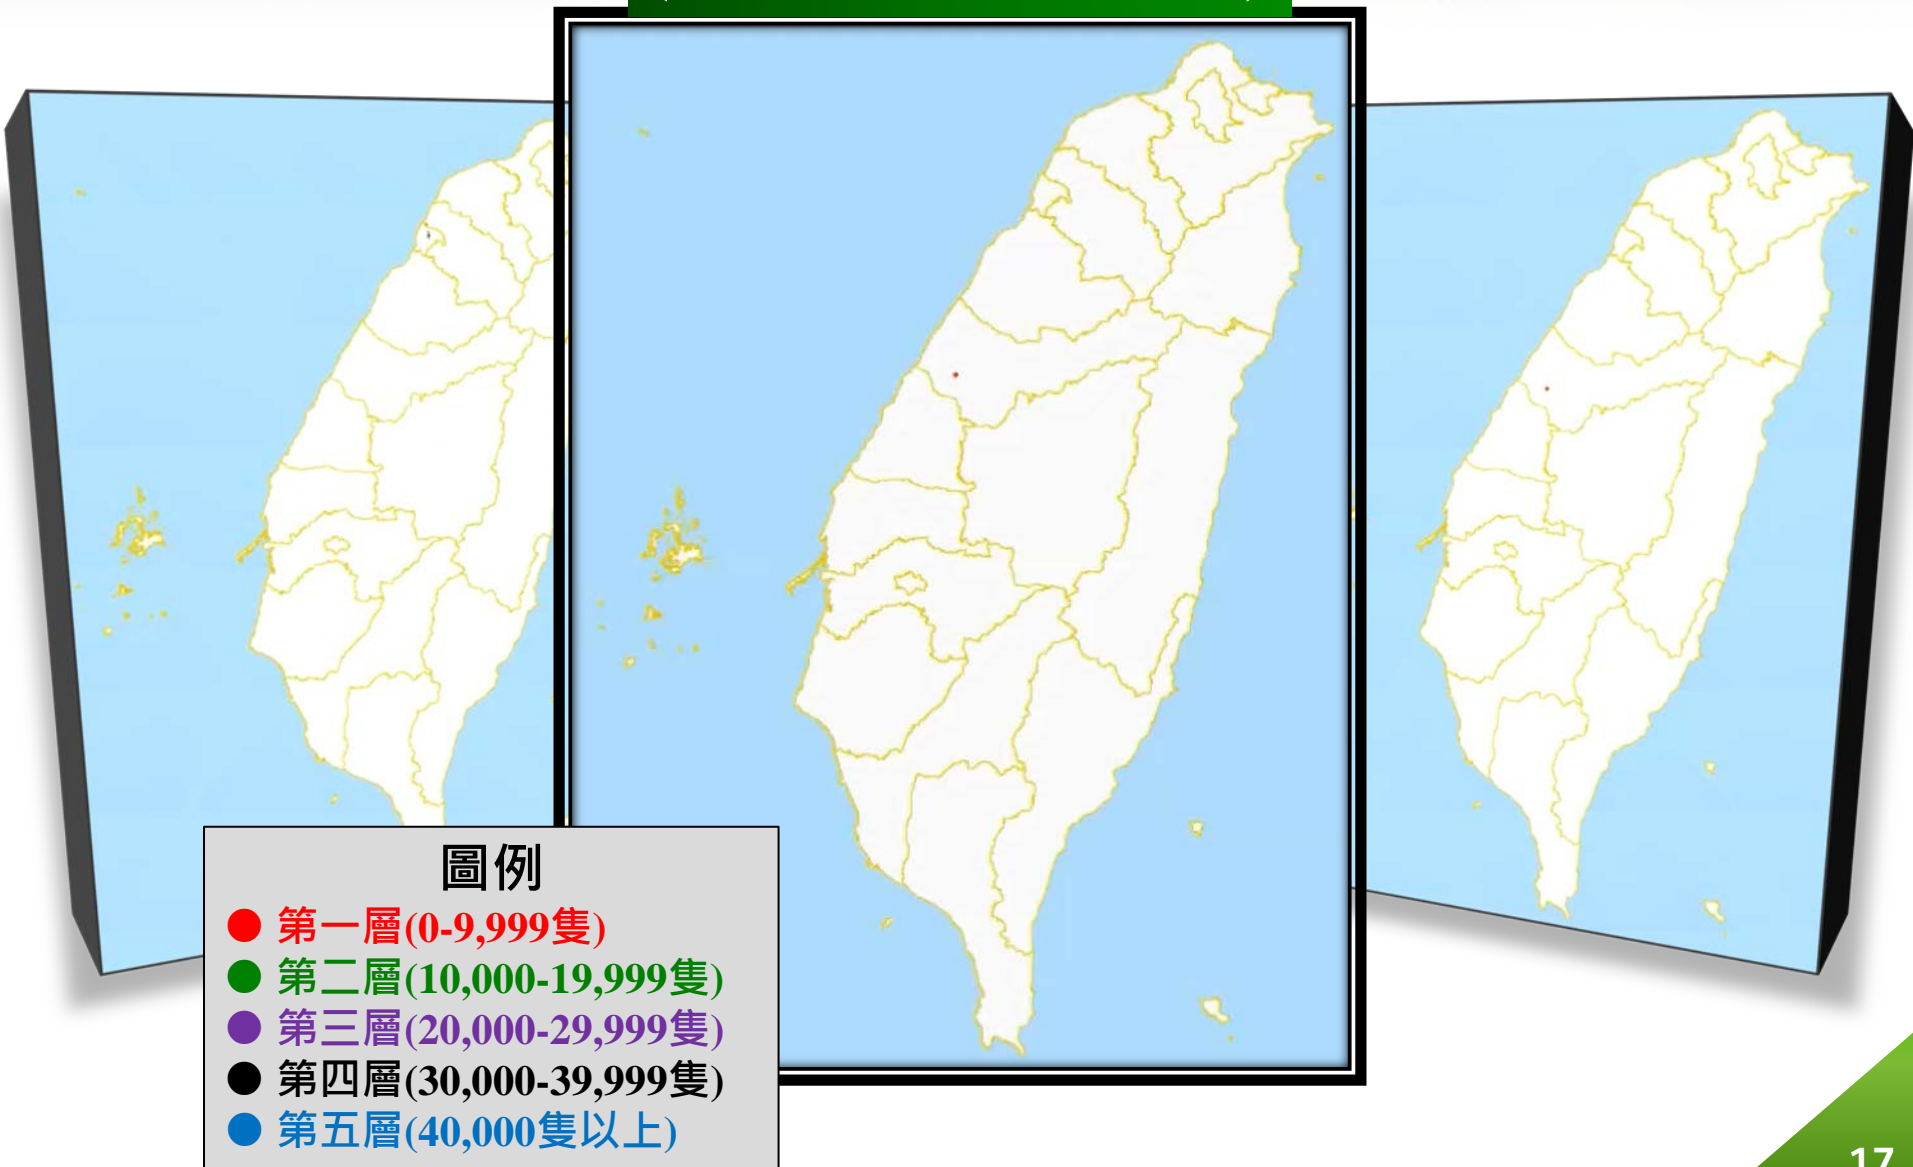 圖例
● 第一層(0-9,999隻)
● 第二層(10,000-19,999隻)
● 第三層(20,000-29,999隻)
● 第四層(30,000-39,999隻)
● 第五層(40,000隻以上)
17